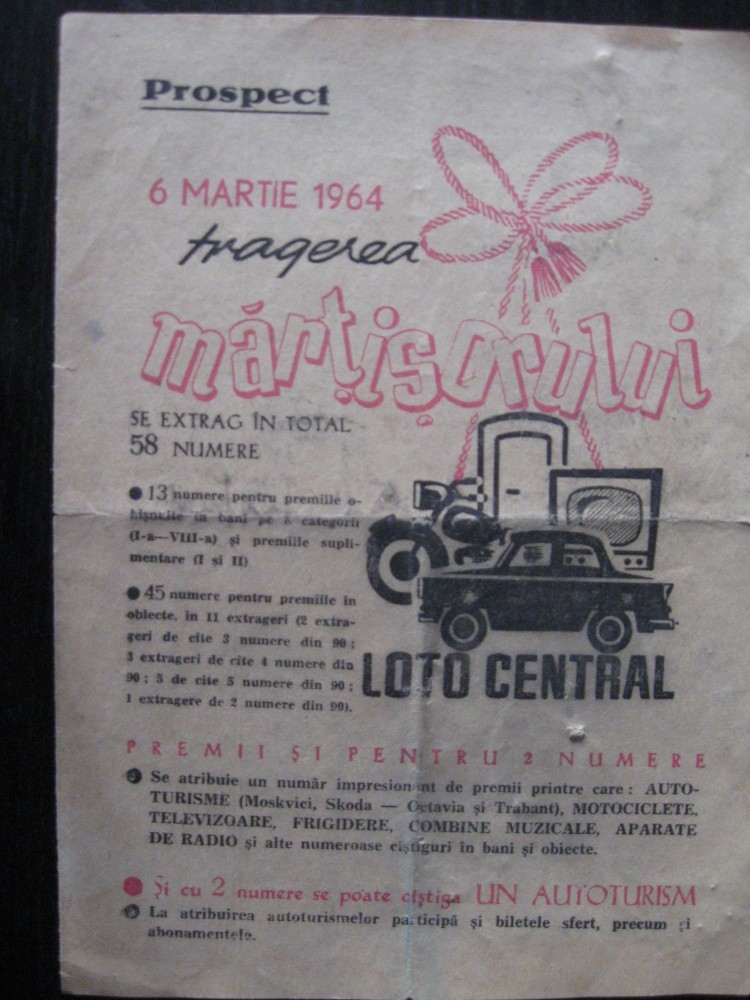 Prospect
6 MARTIE 1964
tragerea
mărțișorului
SE EXTRAG ÎN TOTAL
58 NUMERE
● 13 numere pentru premiile o-
bișnuite în bani pe 8 categorii
(I-a—VIII-a) și premiile supli-
mentare (I și II)
● 45 numere pentru premiile în
obiecte, în 11 extrageri (2 extra-
geri de cîte 3 numere din 90 ;
3 extrageri de cîte 4 numere din
90 ; 5 de cîte 5 numere din 90 ;
1 extragere de 2 numere din 90).
LOTO CENTRAL
PREMII ȘI PENTRU 2 NUMERE
● Se atribuie un număr impresionant de premii printre care : AUTO-
TURISME (Moskvici, Skoda — Octavia și Trabant), MOTOCICLETE,
TELEVIZOARE, FRIGIDERE, COMBINE MUZICALE, APARATE
DE RADIO și alte numeroase cîștiguri în bani și obiecte.
● Și cu 2 numere se poate cîștiga UN AUTOTURISM
● La atribuirea autoturismelor participă și biletele sfert, precum și
abonamentele.